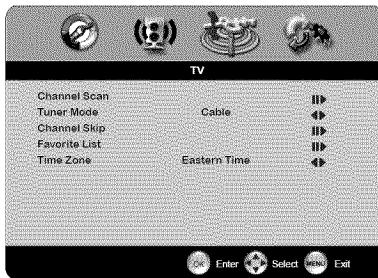 TV
Channel Scan
Tuner Mode Cable
Channel Skip
Favorite List
Time Zone Eastern Time
OK Enter Select MENU Exit